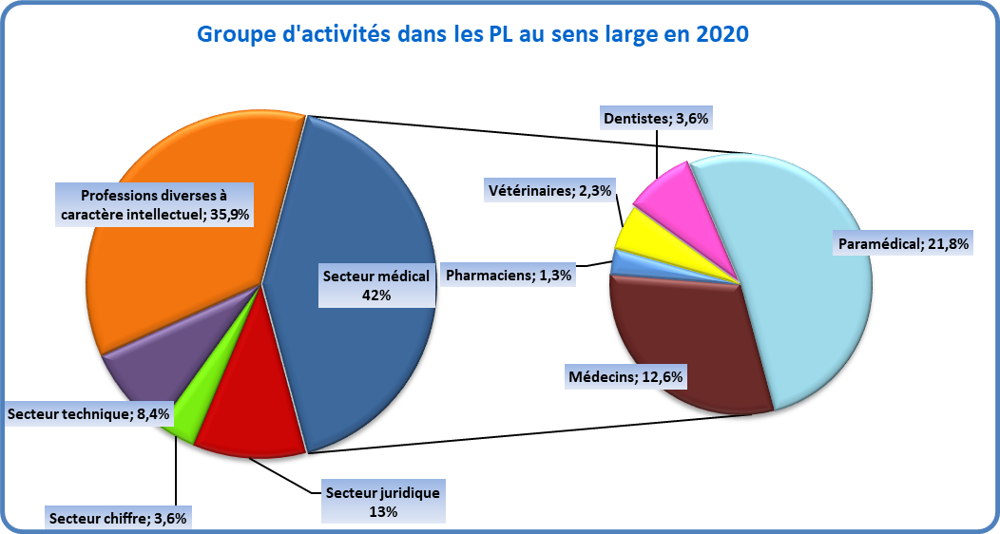 Groupe d'activités dans les PL au sens large en 2020
Dentistes; 3,6%
Professions diverses à
caractère intellectuel; 35,9%
Vétérinaires; 2,3%
Paramédical; 21,8%
Secteur médical
42%
Pharmaciens; 1,3%
Médecins; 12,6%
Secteur technique; 8,4%
Secteur juridique
13%
Secteur chiffre; 3,6%